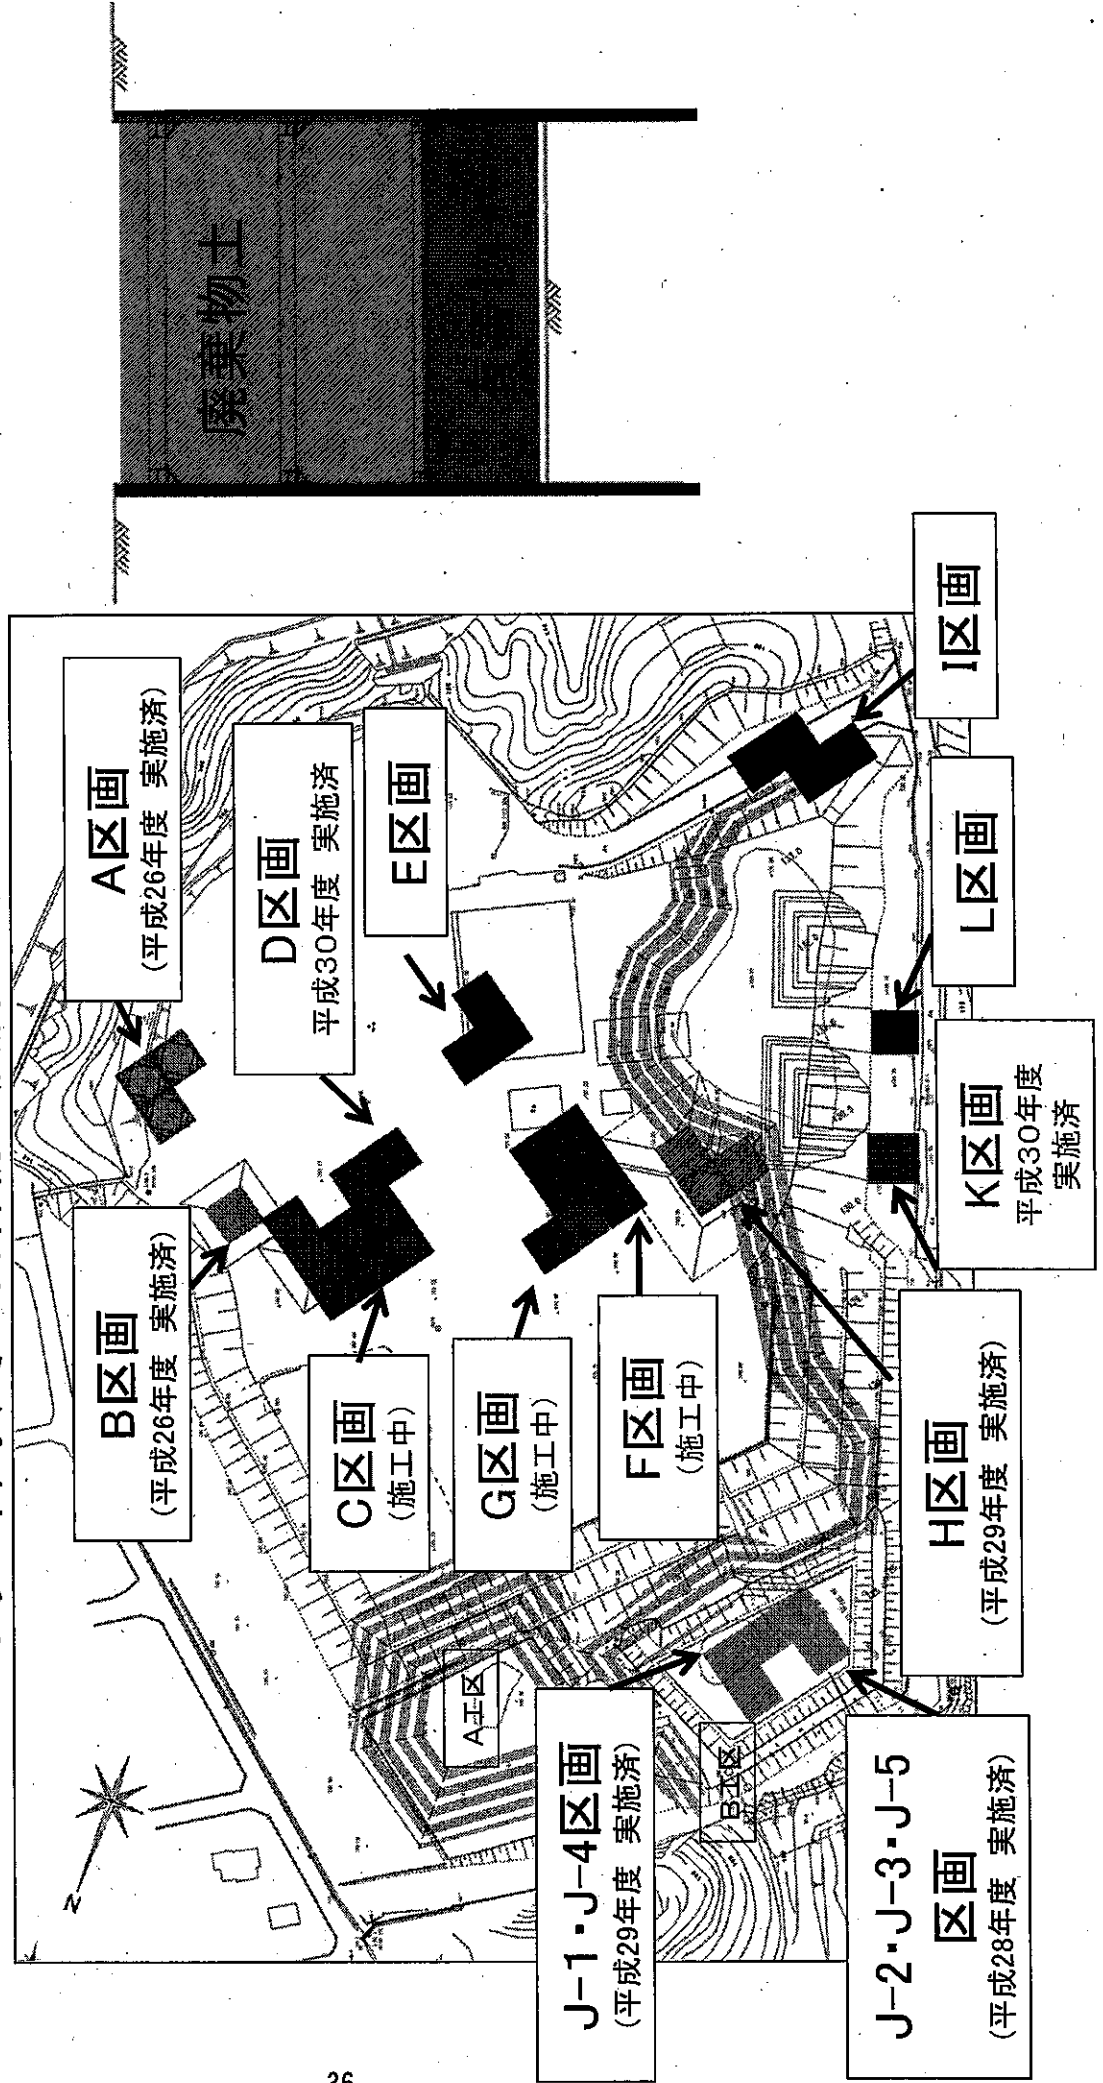 廃棄物土
A区画
(平成26年度 実施済)
D区画
平成30年度 実施済
E区画
I区画
L区画
K区画
平成30年度
実施済
B区画
(平成26年度 実施済)
C区画
(施工中)
G区画
(施工中)
F区画
(施工中)
H区画
(平成29年度 実施済)
A工区
B工区
J-1・J-4区画
(平成29年度 実施済)
J-2・J-3・J-5
区画
(平成28年度 実施済)
N
36